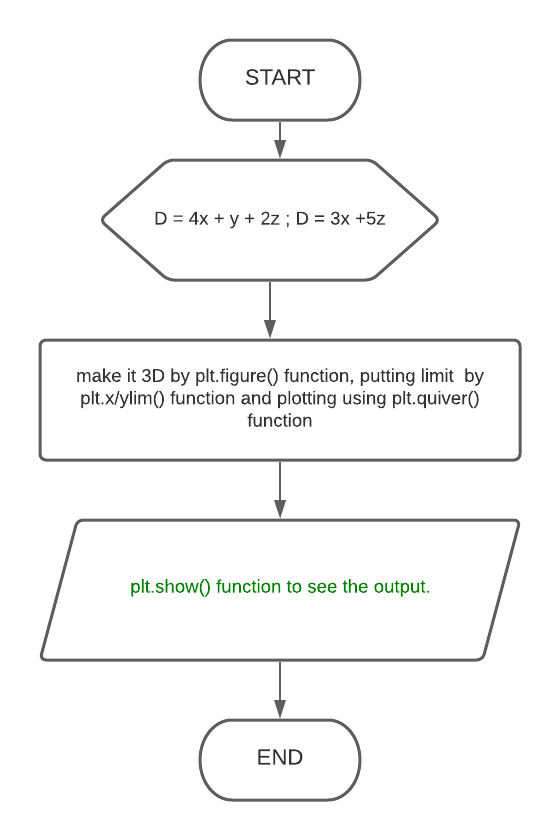 START
D = 4x + y + 2z ; D = 3x +5z
make it 3D by plt.figure() function, putting limit  by
plt.x/ylim() function and plotting using plt.quiver()
function
plt.show() function to see the output.
END